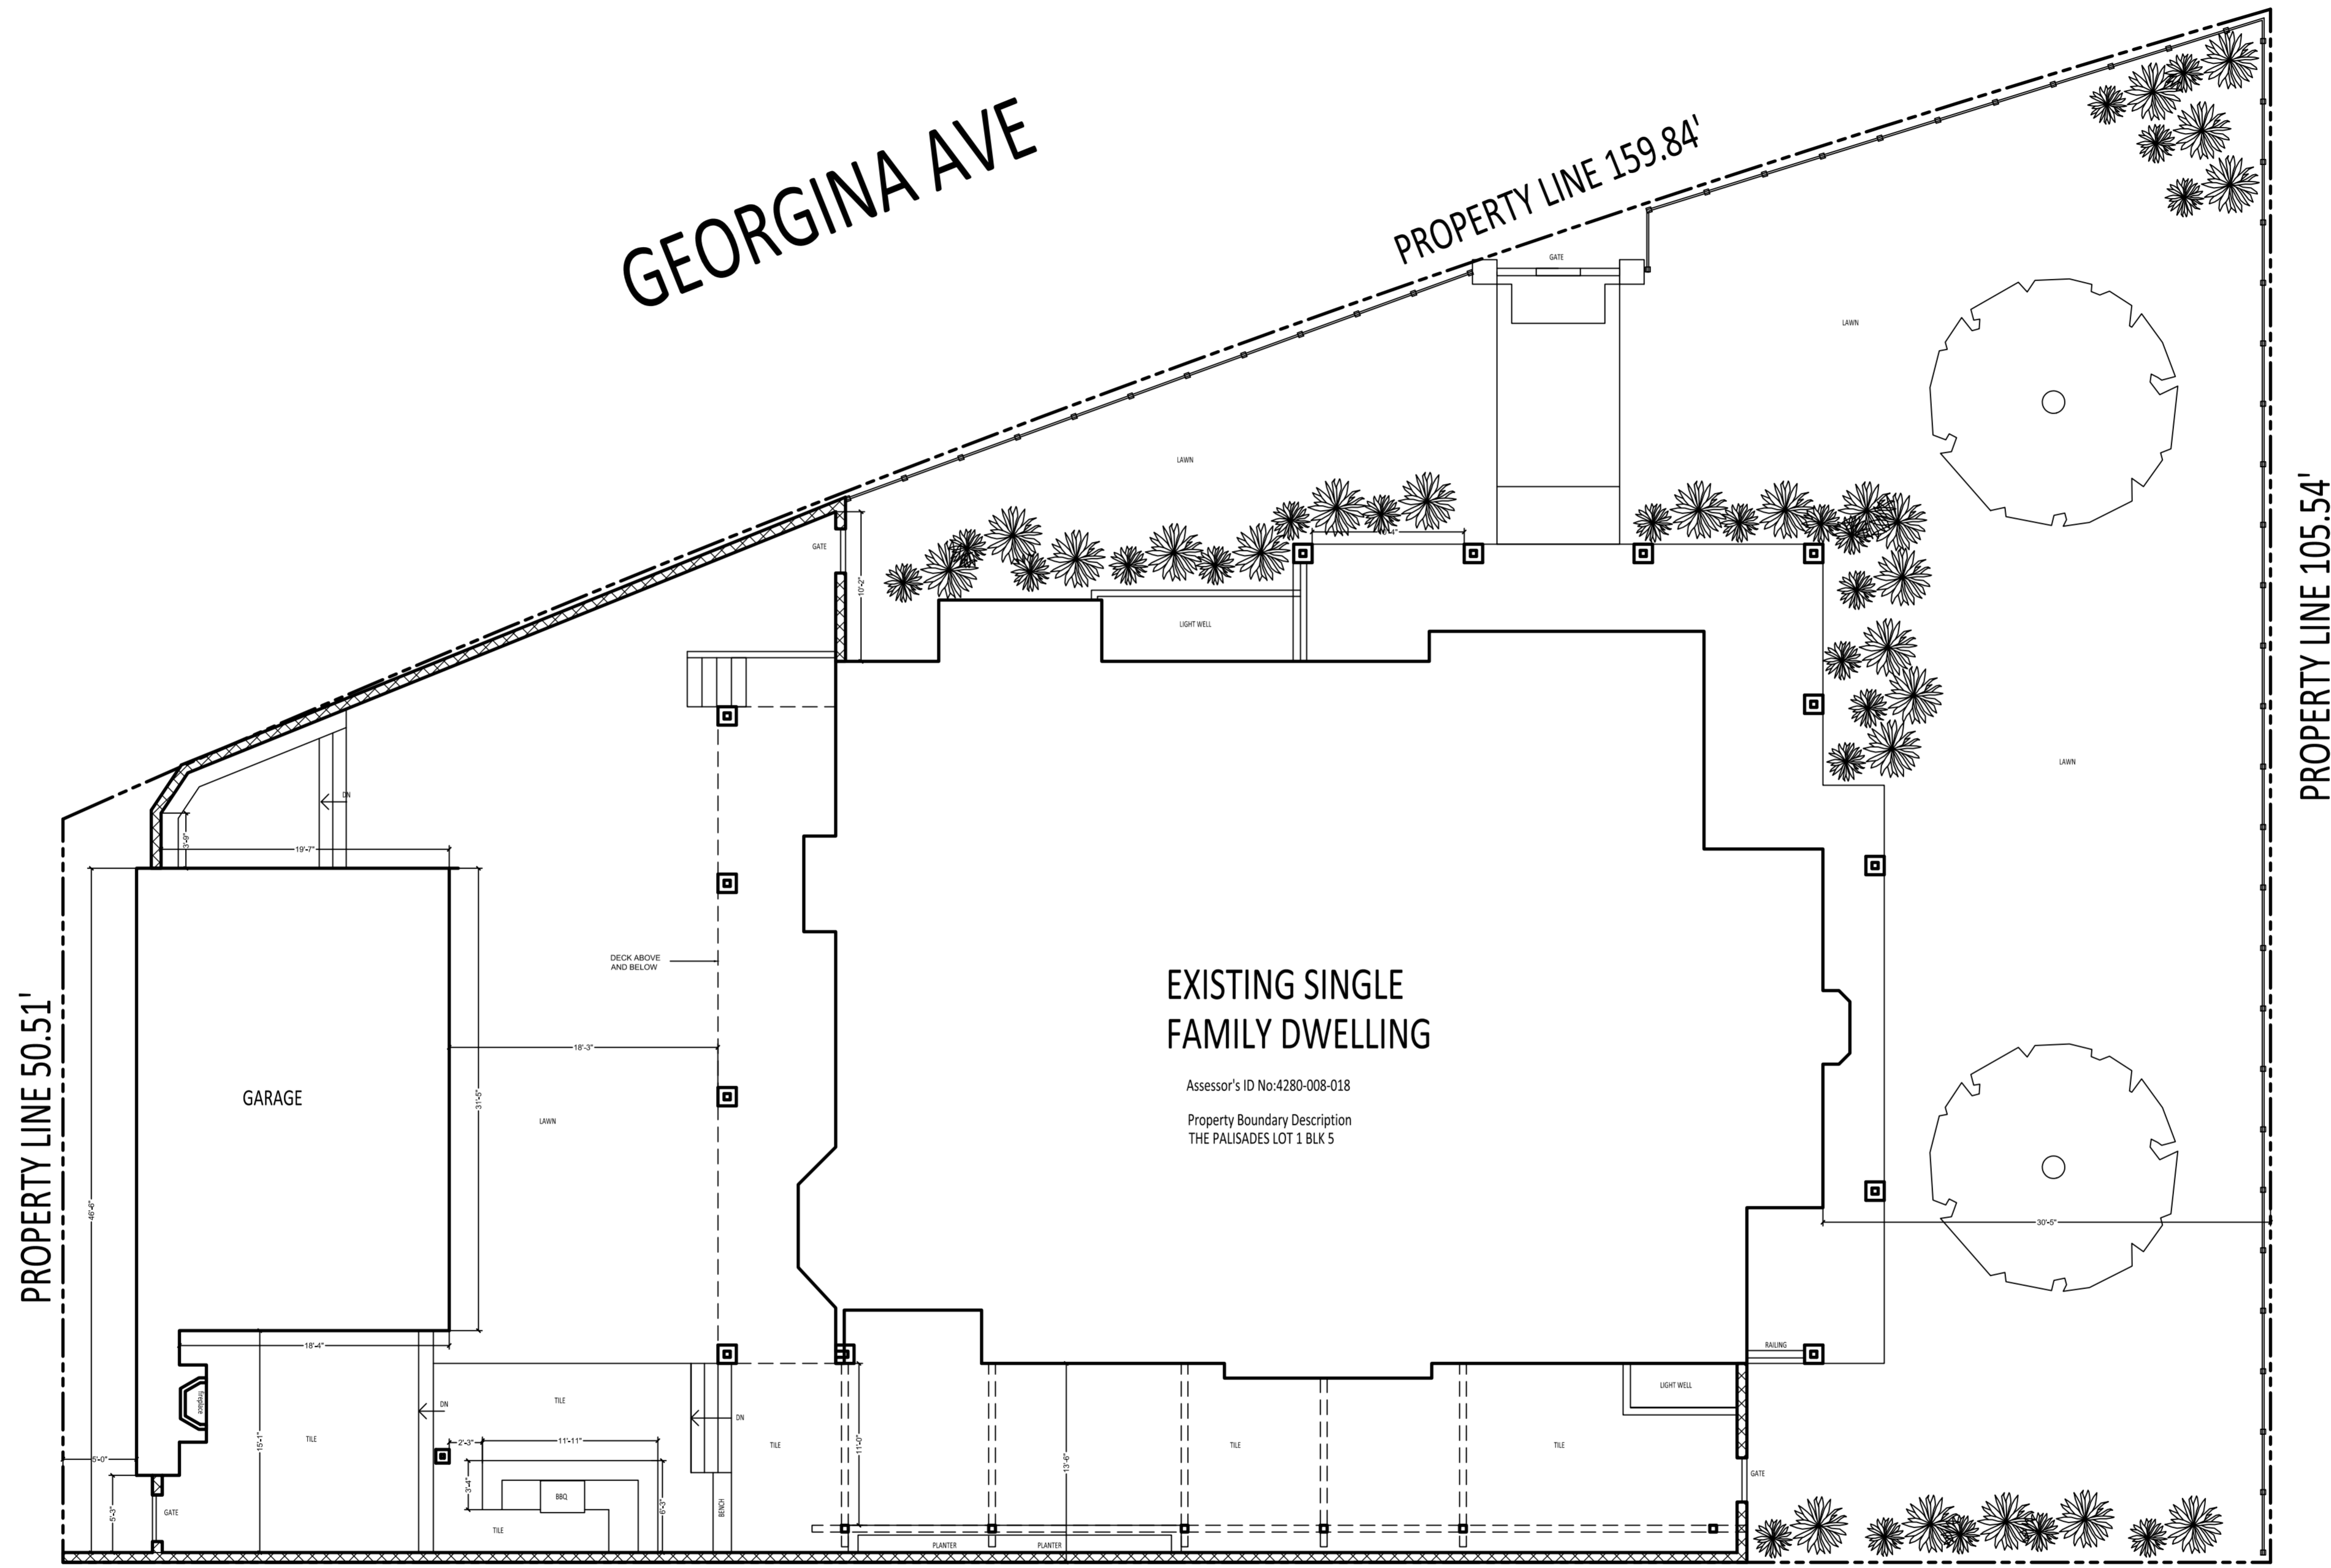 GEORGINA AVE
PROPERTY LINE 159.84'
GATE
LAWN
LAWN
PROPERTY LINE 105.54'
GATE
10'-2"
LIGHT WELL
LAWN
DN
3'-9"
19'-7"
DECK ABOVE
AND BELOW
EXISTING SINGLE
FAMILY DWELLING
Assessor's ID No:4280-008-018
Property Boundary Description
THE PALISADES LOT 1 BLK 5
PROPERTY LINE 50.51'
18'-3"
GARAGE
31'-5"
LAWN
46'-6"
30'-5"
18'-4"
RAILING
LIGHT WELL
fireplace
DN
TILE
DN
TILE
15'-1"
2'-3"
11'-11"
TILE
11'-0"
13'-6"
TILE
TILE
5'-0"
GATE
3'-4"
BBQ
6'-3"
BENCH
5'-3"
GATE
TILE
PLANTER
PLANTER